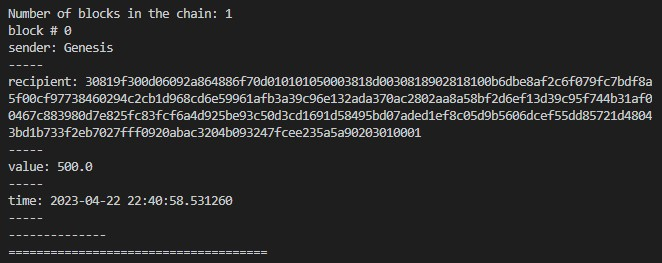 Number of blocks in the chain: 1
block # 0
sender: Genesis
-----
recipient: 30819f300d06092a864886f70d010101050003818d0030818902818100b6dbe8af2c6f079fc7bdf8a
5f00cf97738460294c2cb1d968cd6e59961afb3a39c96e132ada370ac2802aa8a58bf2d6ef13d39c95f744b31af0
0467c883980d7e825fc83fcf6a4d925be93c50d3cd1691d58495bd07aded1ef8c05d9b5606dcef55dd85721d4804
3bd1b733f2eb7027fff0920abac3204b093247fcee235a5a90203010001
-----
value: 500.0
-----
time: 2023-04-22 22:40:58.531260
-----
--------------
=====================================